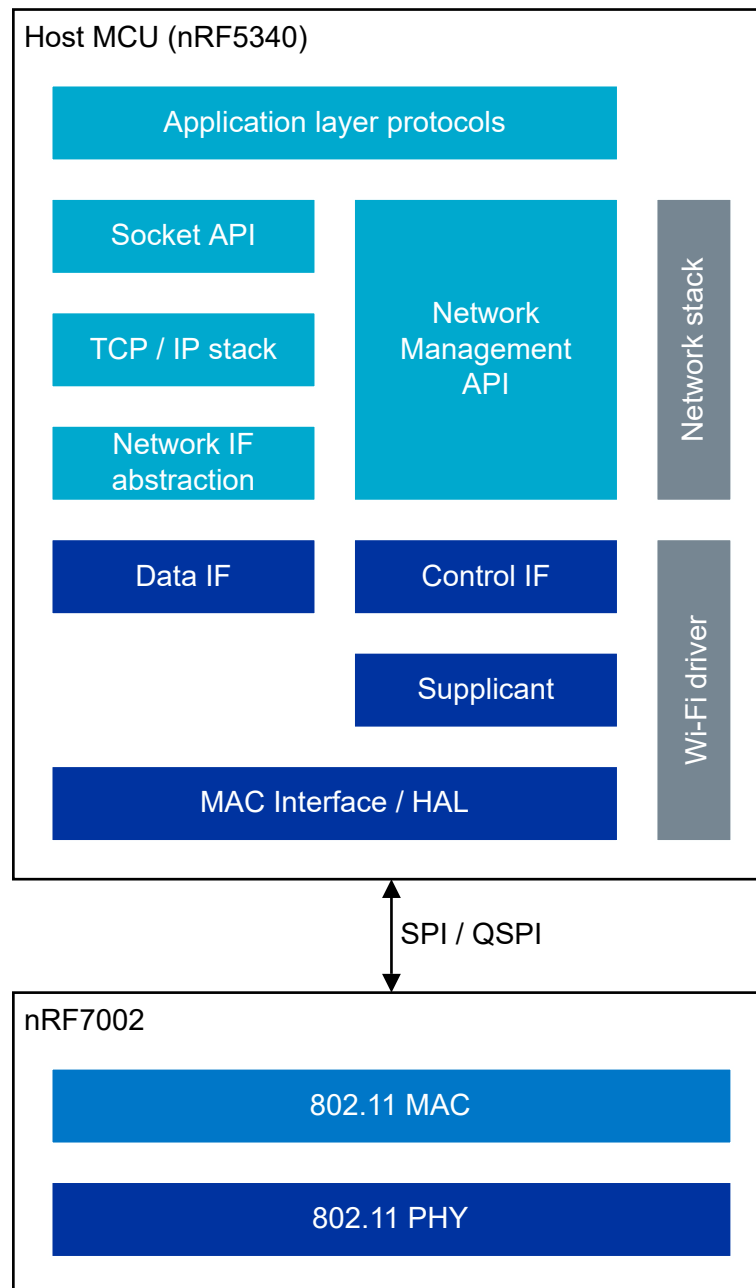 Host MCU (nRF5340)
Application layer protocols
Socket API
TCP / IP stack
Network IF
abstraction
Network
Management
API
Network stack
Data IF
Control IF
Supplicant
MAC Interface / HAL
Wi-Fi driver
SPI / QSPI
nRF7002
802.11 MAC
802.11 PHY